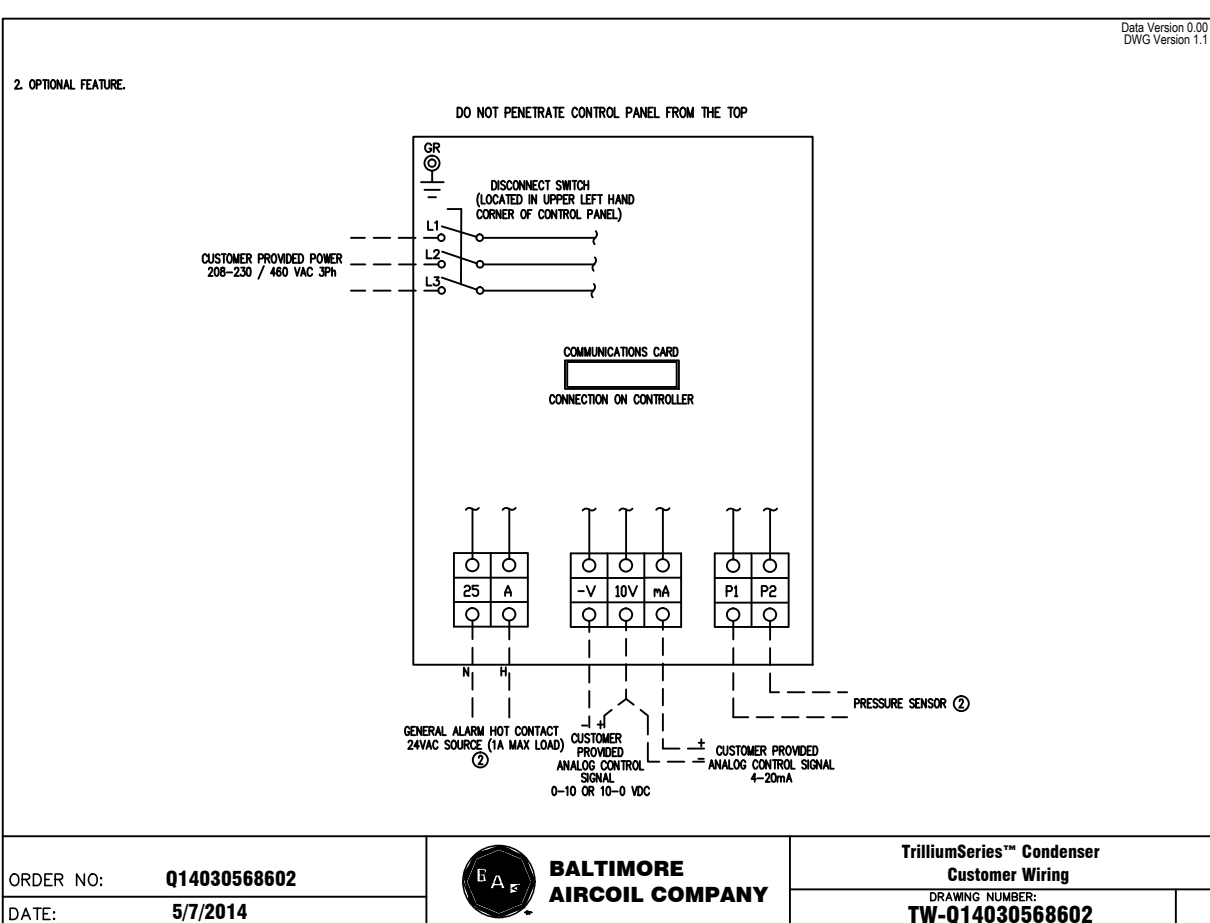 Data Version 0.00
DWG Version 1.1
2. OPTIONAL FEATURE.
DO NOT PENETRATE CONTROL PANEL FROM THE TOP
GR
DISCONNECT SWITCH
(LOCATED IN UPPER LEFT HAND
CORNER OF CONTROL PANEL)
L1
L2
L3
CUSTOMER PROVIDED POWER
208-230 / 460 VAC 3Ph
COMMUNICATIONS CARD
CONNECTION ON CONTROLLER
25 A
-V 10V mA
P1 P2
N H
PRESSURE SENSOR ②
GENERAL ALARM HOT CONTACT
24VAC SOURCE (1A MAX LOAD)
②
- +
CUSTOMER
PROVIDED
ANALOG CONTROL
SIGNAL
0-10 OR 10-0 VDC
+ CUSTOMER PROVIDED
- ANALOG CONTROL SIGNAL
4-20mA
ORDER NO: Q14030568602
DATE: 5/7/2014
BAC
BALTIMORE
AIRCOIL COMPANY
TrilliumSeries™ Condenser
Customer Wiring
DRAWING NUMBER:
TW-Q14030568602